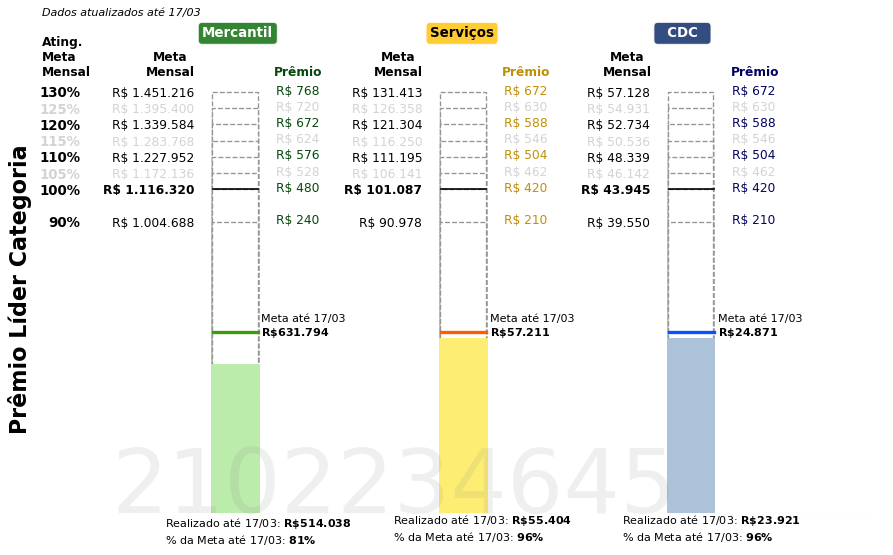 Dados atualizados até 17/03
Mercantil Serviços CDC
Ating. Meta Mensal Meta Mensal Prêmio Meta Mensal Prêmio Meta Mensal Prêmio
130% R$ 1.451.216 R$ 768 R$ 131.413 R$ 672 R$ 57.128 R$ 672
125% R$ 1.395.400 R$ 720 R$ 126.358 R$ 630 R$ 54.931 R$ 630
120% R$ 1.339.584 R$ 672 R$ 121.304 R$ 588 R$ 52.734 R$ 588
115% R$ 1.283.768 R$ 624 R$ 116.250 R$ 546 R$ 50.536 R$ 546
110% R$ 1.227.952 R$ 576 R$ 111.195 R$ 504 R$ 48.339 R$ 504
105% R$ 1.172.136 R$ 528 R$ 106.141 R$ 462 R$ 46.142 R$ 462
100% R$ 1.116.320 R$ 480 R$ 101.087 R$ 420 R$ 43.945 R$ 420
90% R$ 1.004.688 R$ 240 R$ 90.978 R$ 210 R$ 39.550 R$ 210
Prêmio Líder Categoria
Meta até 17/03 Meta até 17/03 Meta até 17/03
R$631.794 R$57.211 R$24.871
2102234645
Realizado até 17/03: R$514.038 Realizado até 17/03: R$55.404 Realizado até 17/03: R$23.921
% da Meta até 17/03: 81% % da Meta até 17/03: 96% % da Meta até 17/03: 96%